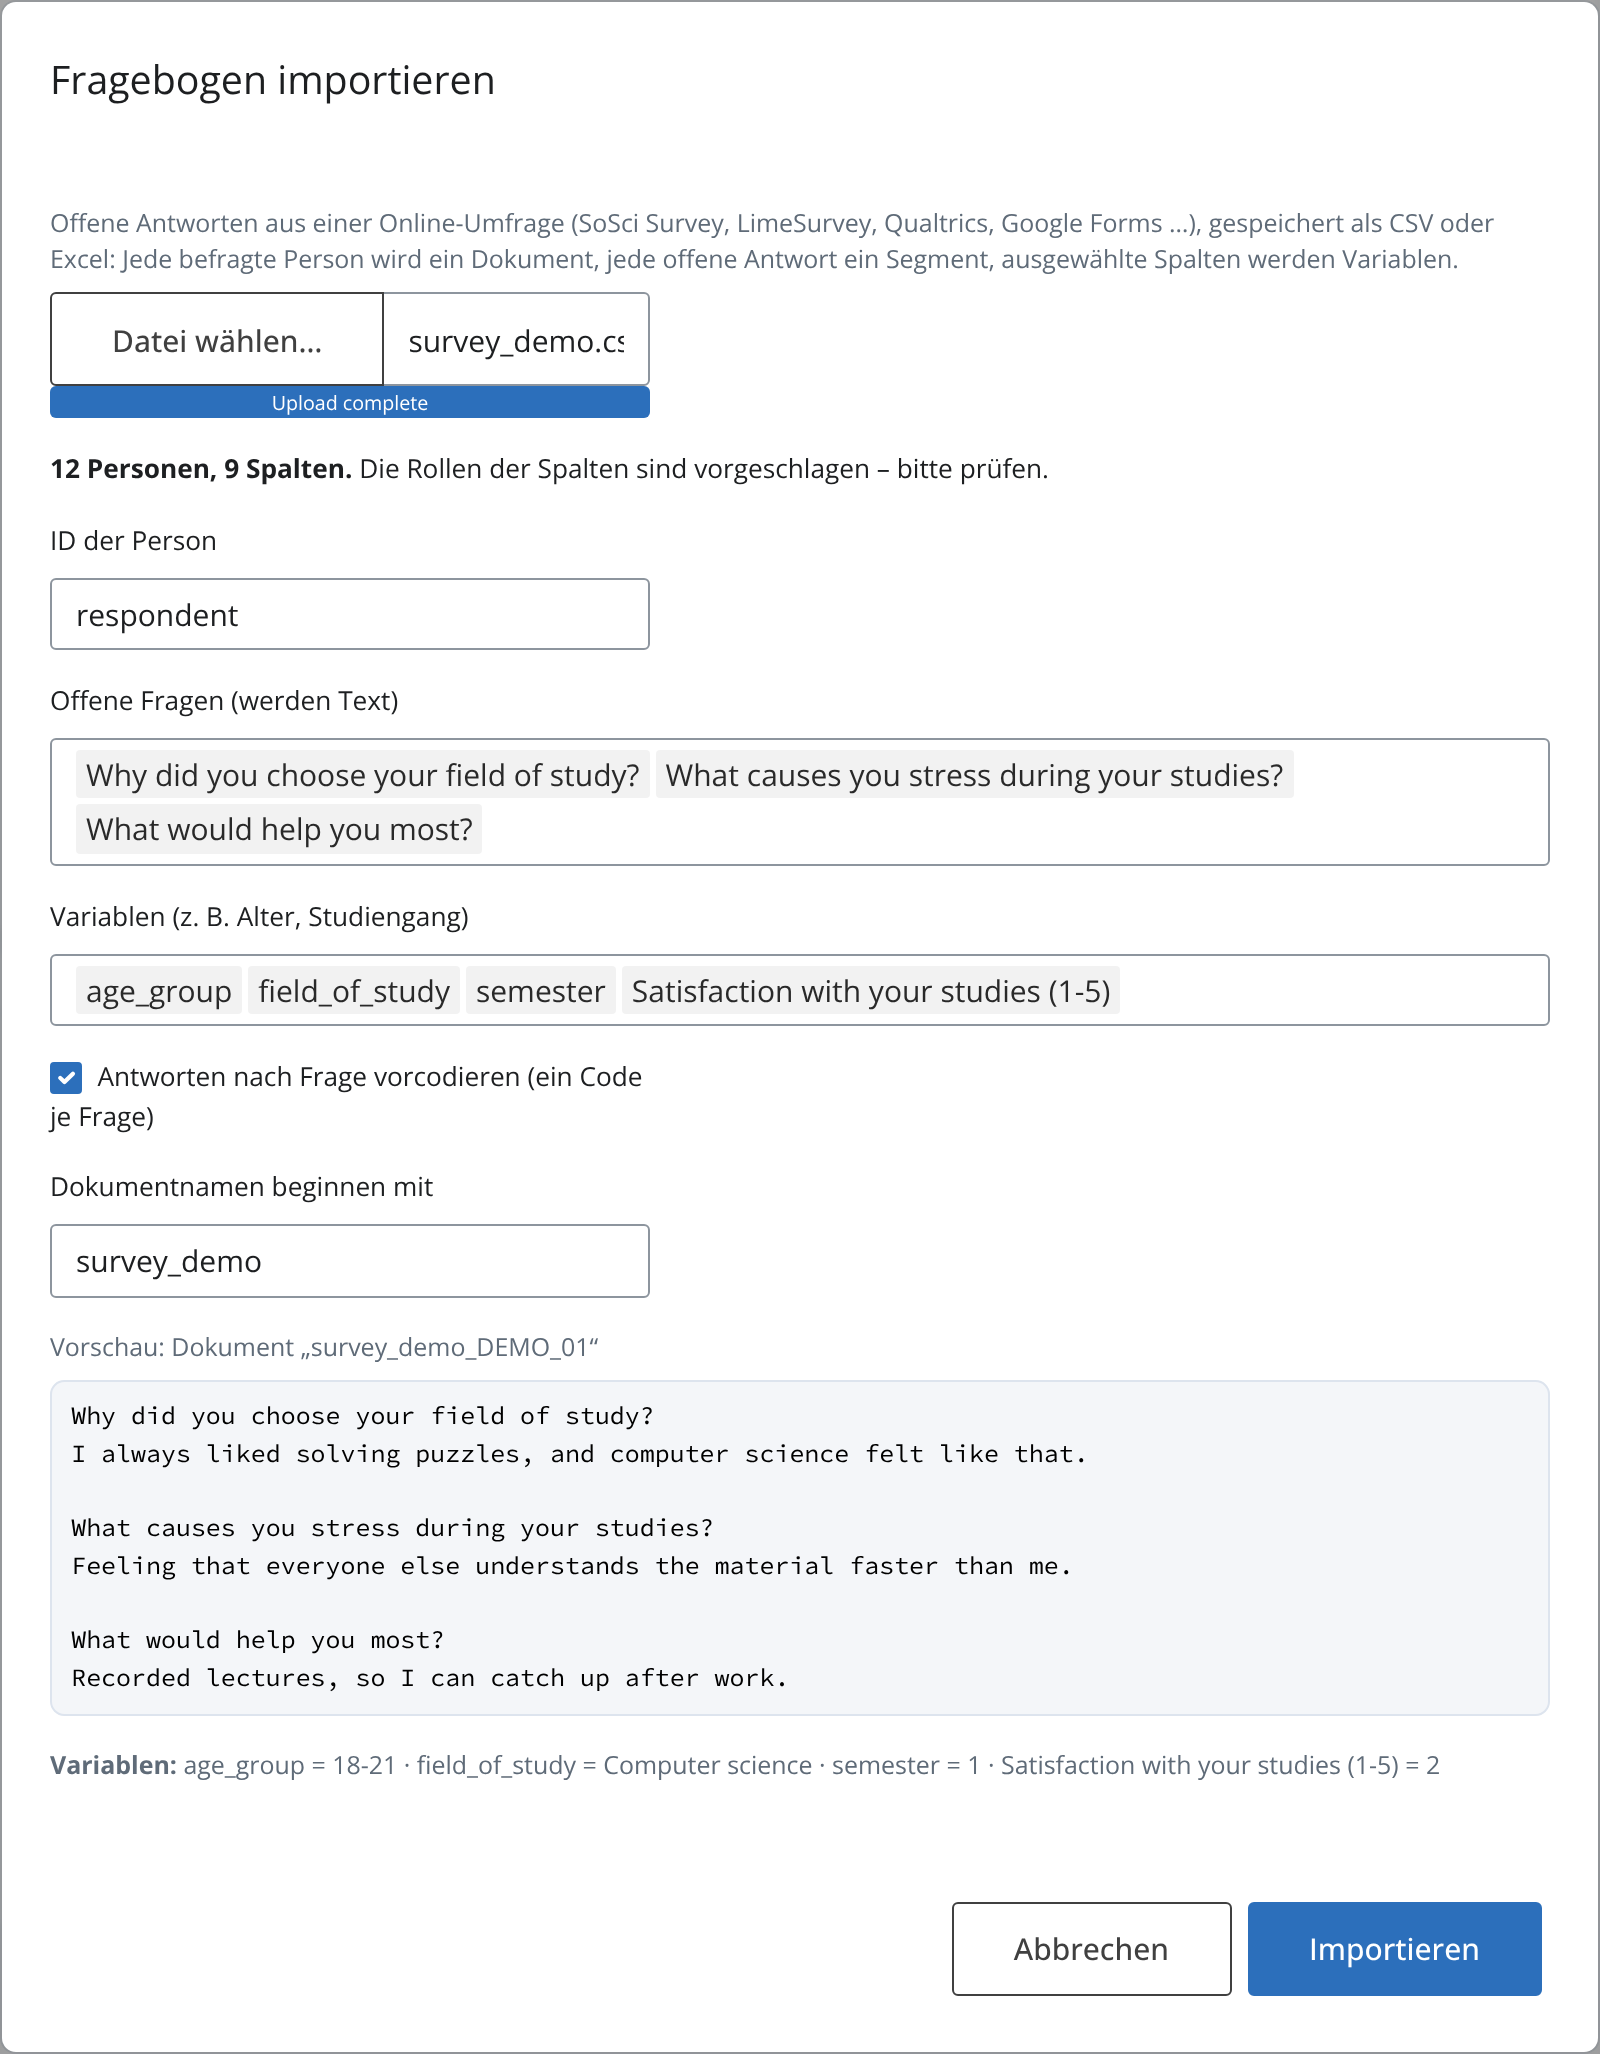 Fragebogen importieren
Offene Antworten aus einer Online-Umfrage (SoSci Survey, LimeSurvey, Qualtrics, Google Forms ...), gespeichert als CSV oder
Excel: Jede befragte Person wird ein Dokument, jede offene Antwort ein Segment, ausgewählte Spalten werden Variablen.
Datei wählen... survey_demo.cs
Upload complete
12 Personen, 9 Spalten. Die Rollen der Spalten sind vorgeschlagen – bitte prüfen.
ID der Person
respondent
Offene Fragen (werden Text)
Why did you choose your field of study? What causes you stress during your studies?
What would help you most?
Variablen (z. B. Alter, Studiengang)
age_group field_of_study semester Satisfaction with your studies (1-5)
Antworten nach Frage vorcodieren (ein Code
je Frage)
Dokumentnamen beginnen mit
survey_demo
Vorschau: Dokument „survey_demo_DEMO_01“
Why did you choose your field of study?
I always liked solving puzzles, and computer science felt like that.
What causes you stress during your studies?
Feeling that everyone else understands the material faster than me.
What would help you most?
Recorded lectures, so I can catch up after work.
Variablen: age_group = 18-21 · field_of_study = Computer science · semester = 1 · Satisfaction with your studies (1-5) = 2
Abbrechen Importieren